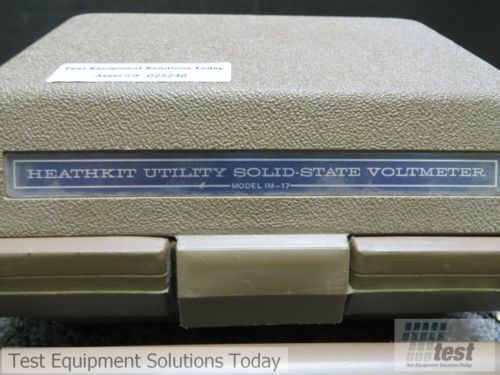 Test Equipment Solutions Today
Asset G# 025240
HEATHKIT UTILITY SOLID-STATE VOLTMETER
MODEL IM-17
test
Test Equipment Solutions Today
Test Equipment Solutions Today